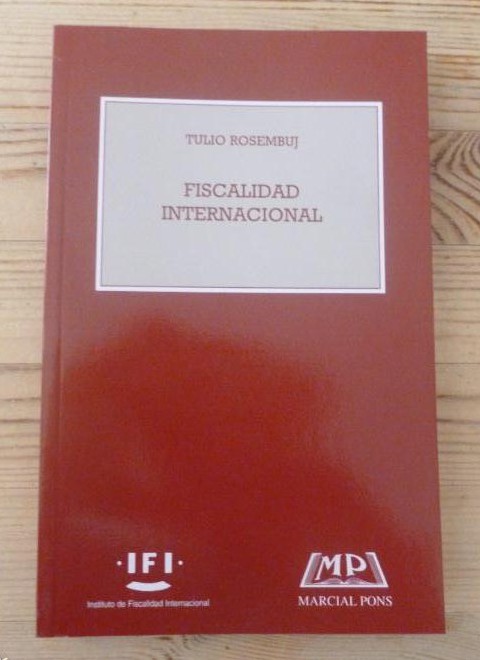 TULIO ROSEMBUJ
FISCALIDAD
INTERNACIONAL
·IFI·
Instituto de Fiscalidad Internacional
MP
MARCIAL PONS